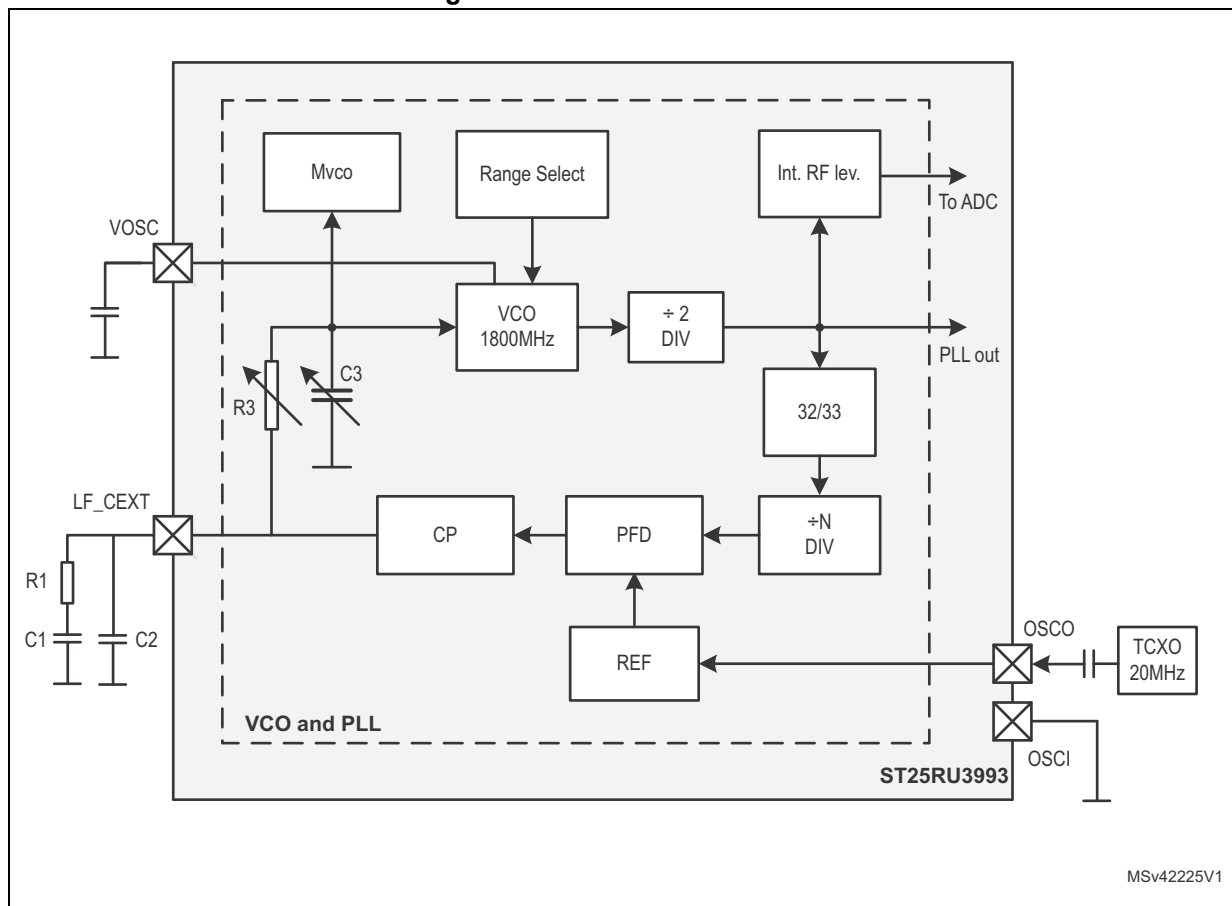 g
Mvco
Range Select
Int. RF lev.
To ADC
VOSC
VCO
1800MHz
÷ 2
DIV
PLL out
C3
R3
32/33
LF_CEXT
CP
PFD
÷N
DIV
R1
C1
C2
REF
OSCO
TCXO
20MHz
VCO and PLL
OSCI
ST25RU3993
MSv42225V1